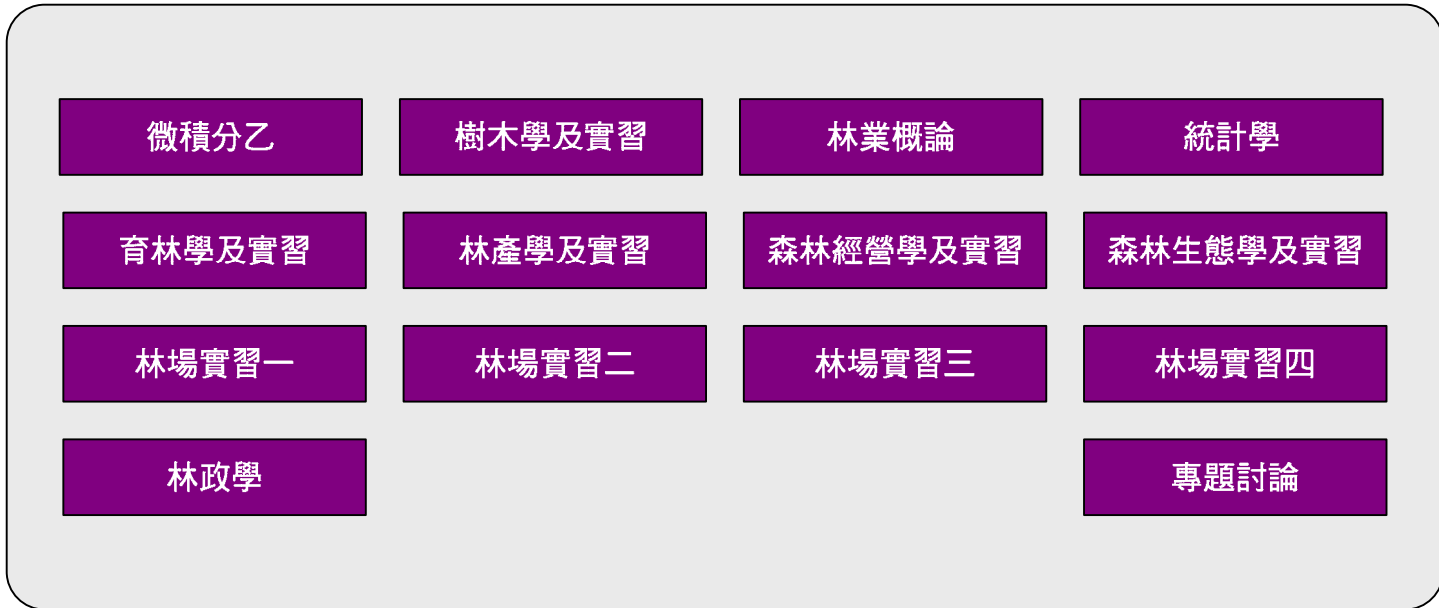 微積分乙
樹木學及實習
林業概論
統計學
育林學及實習
林產學及實習
森林經營學及實習
森林生態學及實習
林場實習一
林場實習二
林場實習三
林場實習四
林政學
專題討論